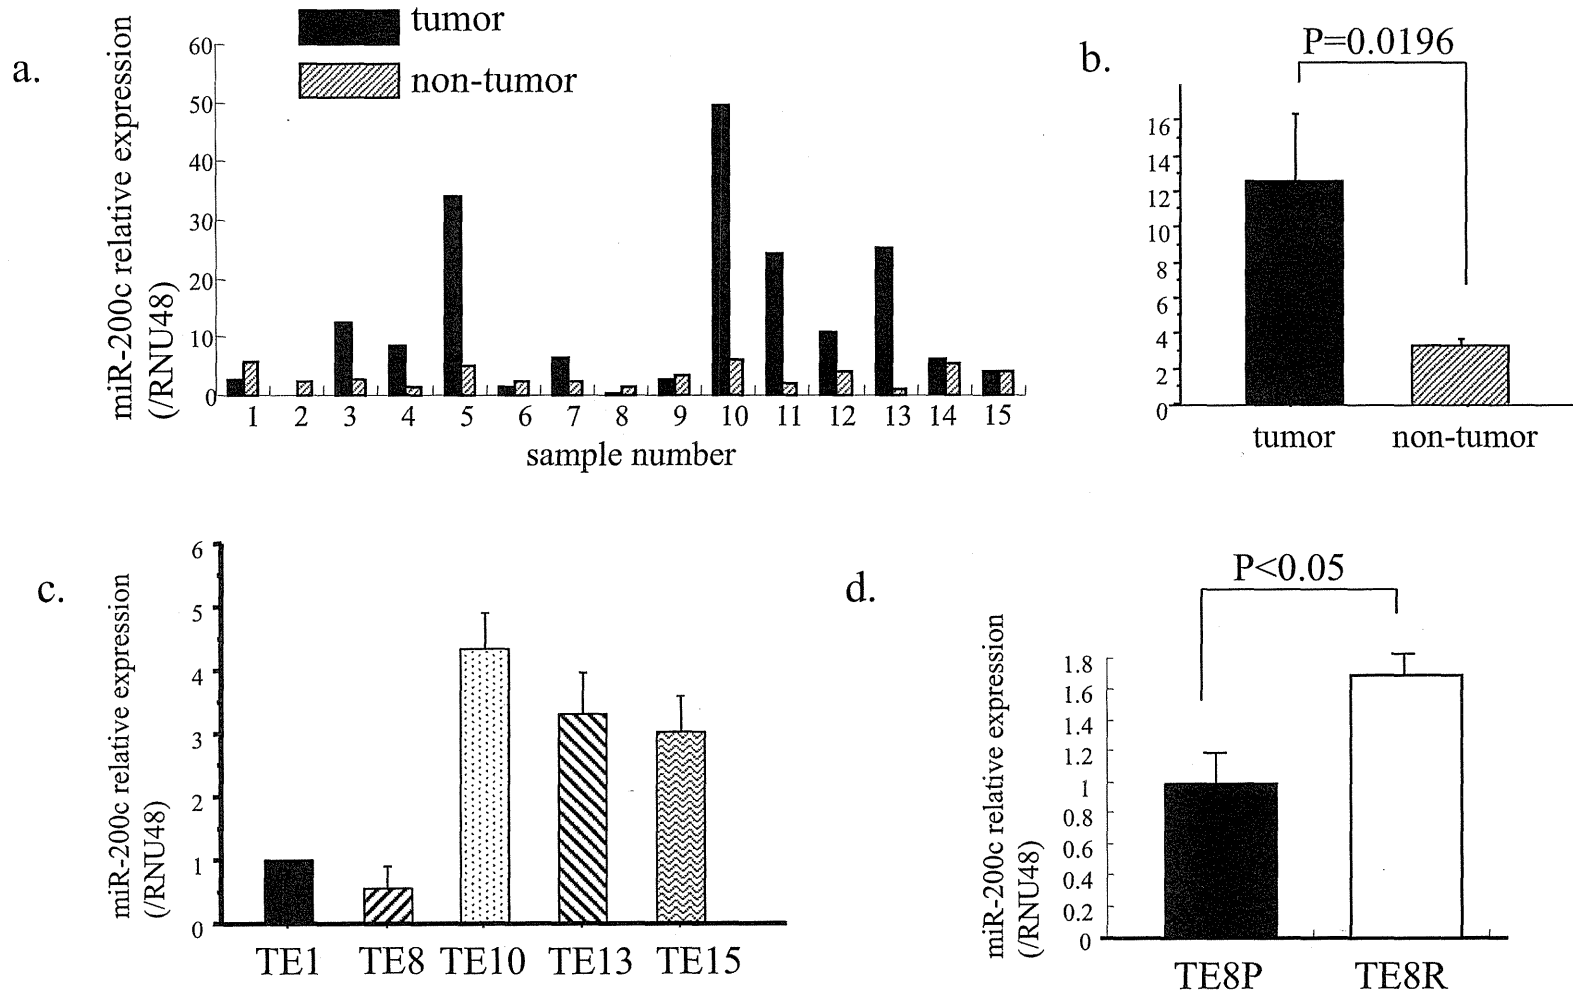 a.
miR-200c relative expression
(/RNU48)
tumor
non-tumor
60
50
40
30
20
10
0
1 2 3 4 5 6 7 8 9 10 11 12 13 14 15
sample number
b.
P=0.0196
16
14
12
10
8
6
4
2
0
tumor non-tumor
c.
miR-200c relative expression
(/RNU48)
6
5
4
3
2
1
0
TE1 TE8 TE10 TE13 TE15
d.
P<0.05
miR-200c relative expression
(/RNU48)
1.8
1.6
1.4
1.2
1
0.8
0.6
0.4
0.2
0
TE8P TE8R